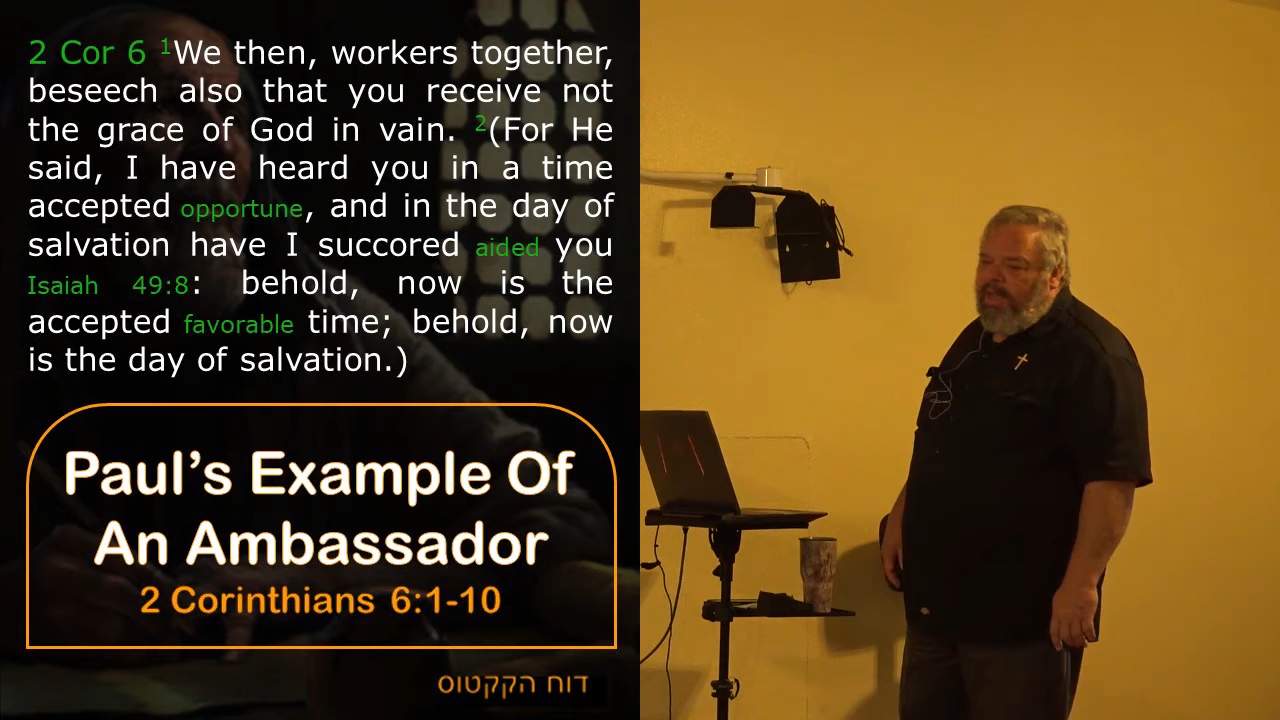 2 Cor 6 ¹We then, workers together,
beseech also that you receive not
the grace of God in vain. ²(For He
said, I have heard you in a time
accepted opportune, and in the day of
salvation have I succored aided you
Isaiah 49:8: behold, now is the
accepted favorable time; behold, now
is the day of salvation.)
Paul’s Example Of
An Ambassador
2 Corinthians 6:1-10
דוח הקקטוס